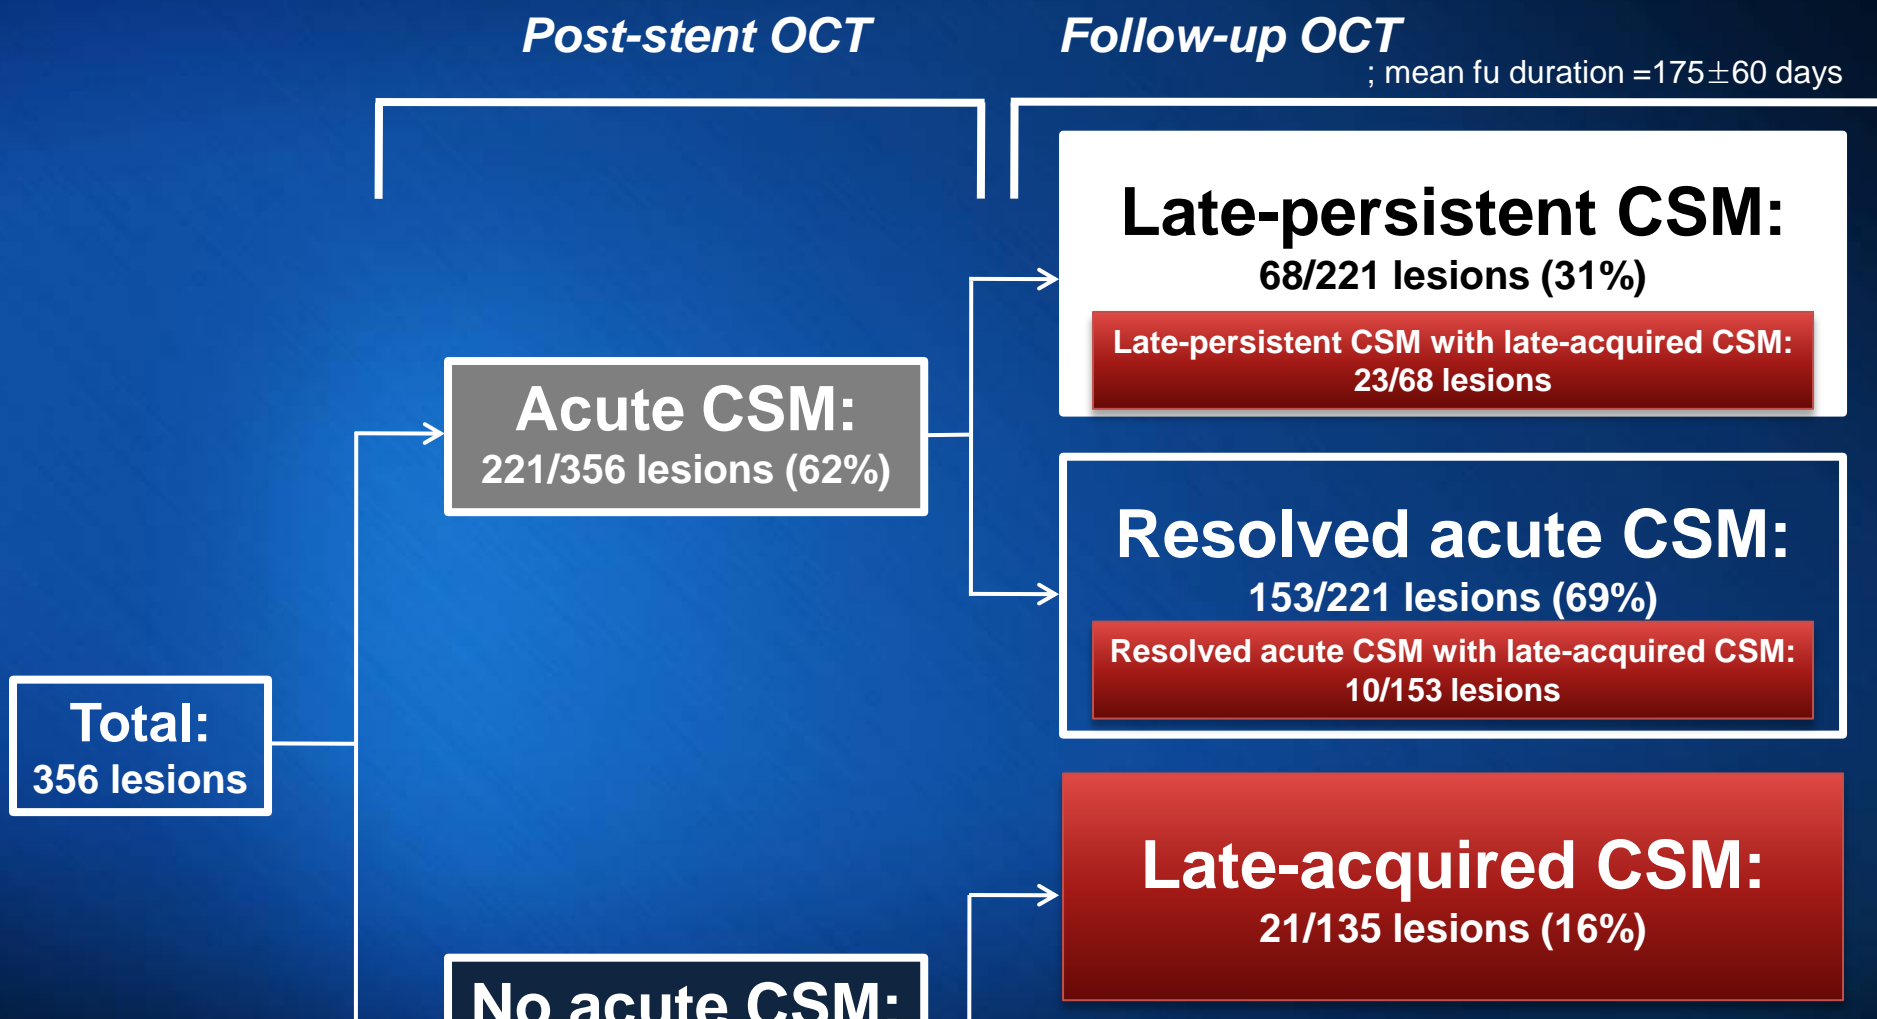 Post-stent OCT
Follow-up OCT
; mean fu duration =175±60 days
Late-persistent CSM:
68/221 lesions (31%)
Late-persistent CSM with late-acquired CSM:
23/68 lesions
Acute CSM:
221/356 lesions (62%)
Resolved acute CSM:
153/221 lesions (69%)
Resolved acute CSM with late-acquired CSM:
10/153 lesions
Total:
356 lesions
Late-acquired CSM:
21/135 lesions (16%)
No acute CSM: